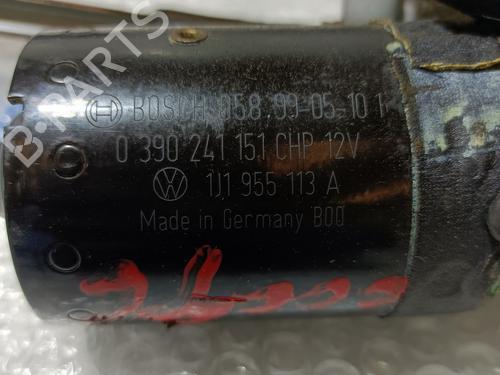 BOSCH 058 99-05-10 1
0 390 241 151 CHP 12V
1J1 955 113 A
Made in Germany B00
B-PARTS